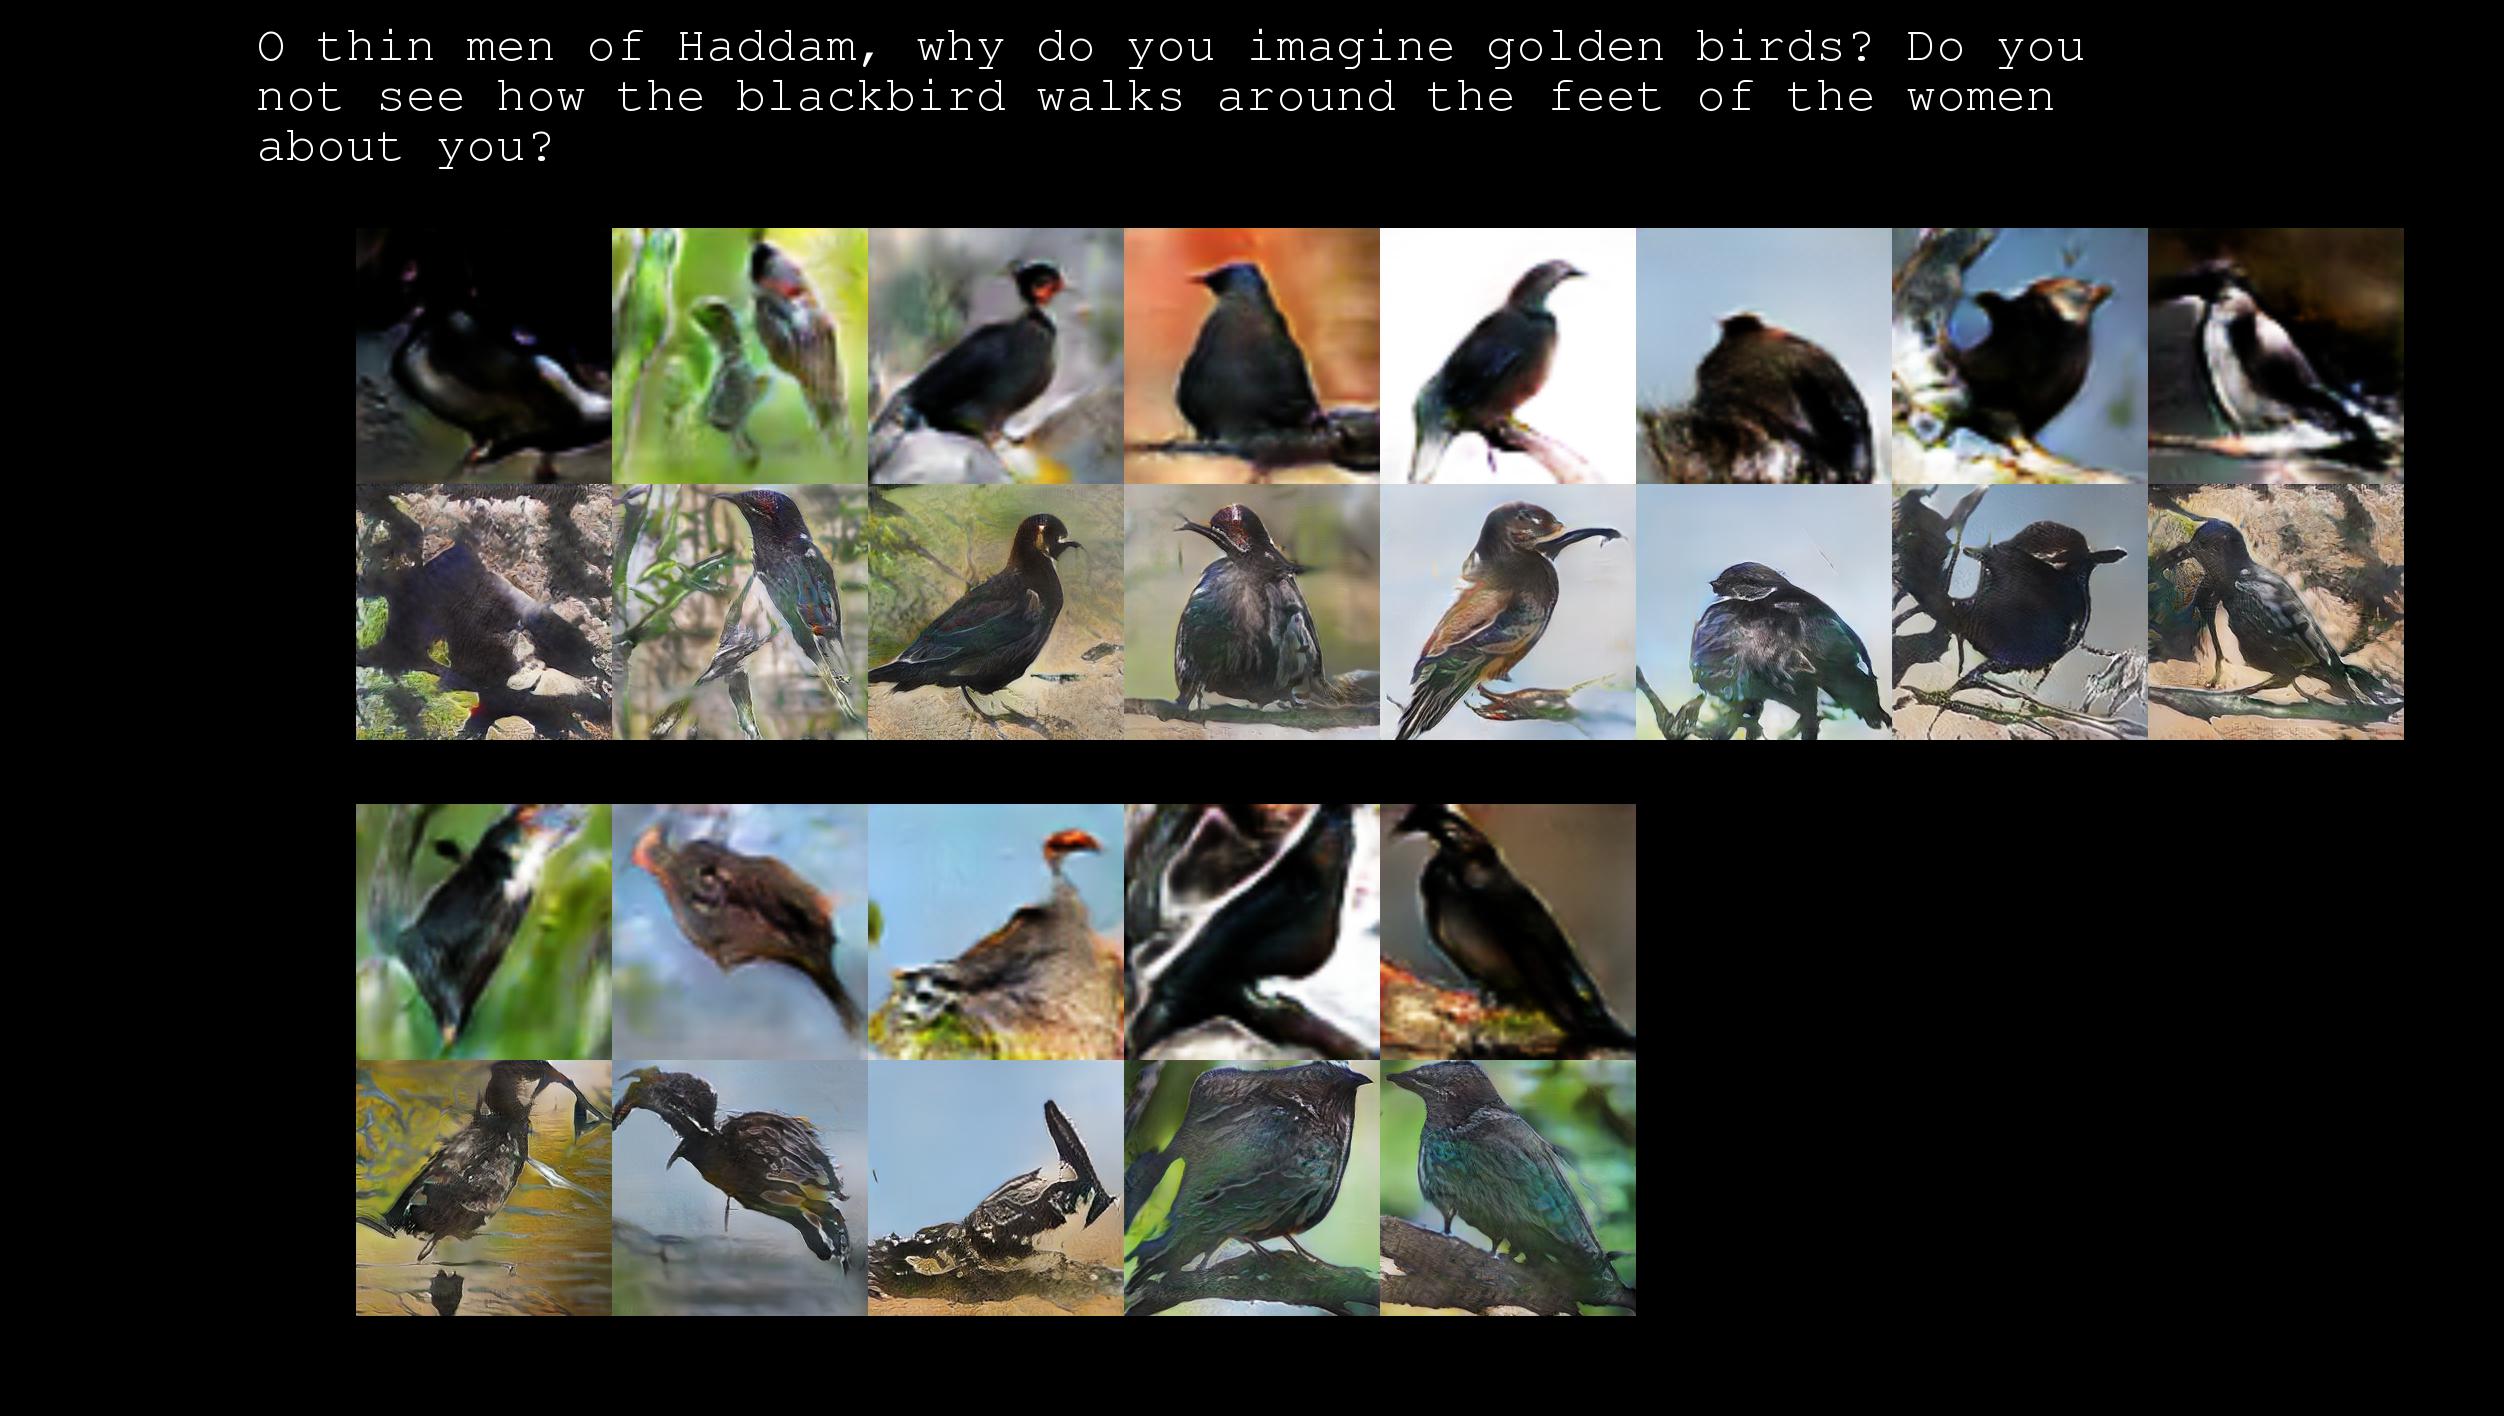 O thin men of Haddam, why do you imagine golden birds? Do you
not see how the blackbird walks around the feet of the women
about you?